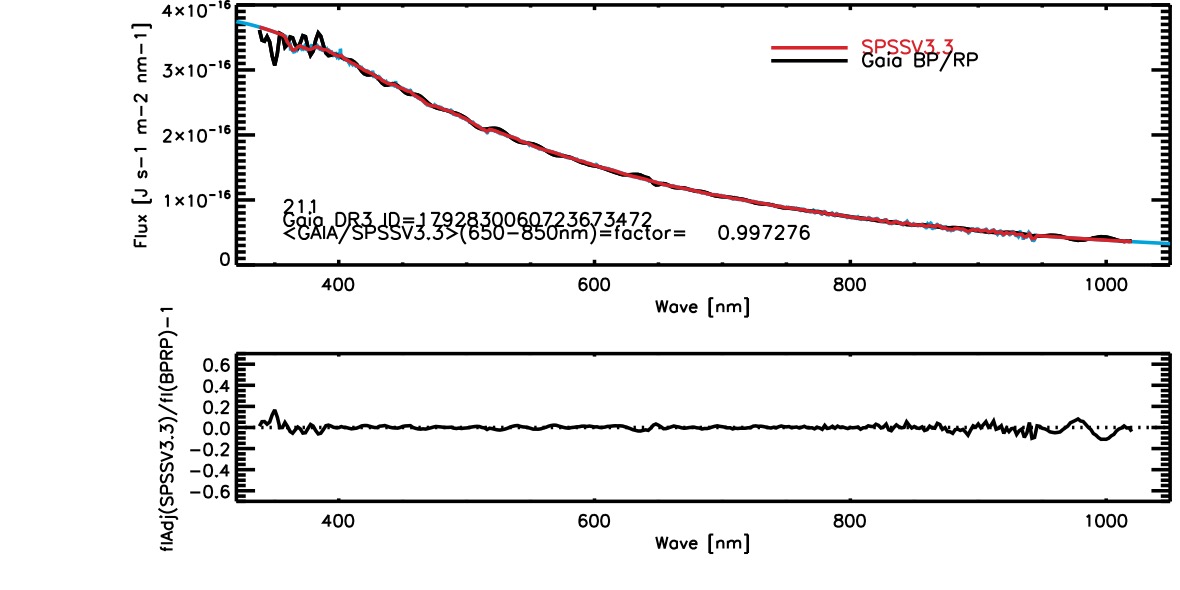 4×10−16
3×10−16
2×10−16
1×10−16
0
Flux [J s−1 m−2 nm−1]
SPSSV3.3
Gaia BP/RP
211
Gaia DR3 ID=1792830060723673472
<GAIA/SPSSV3.3>(650−850nm)=factor= 0.997276
400 600 800 1000
Wave [nm]
flAdj(SPSSV3.3)/fl(BPRP)−1
0.6
0.4
0.2
0.0
−0.2
−0.4
−0.6
400 600 800 1000
Wave [nm]